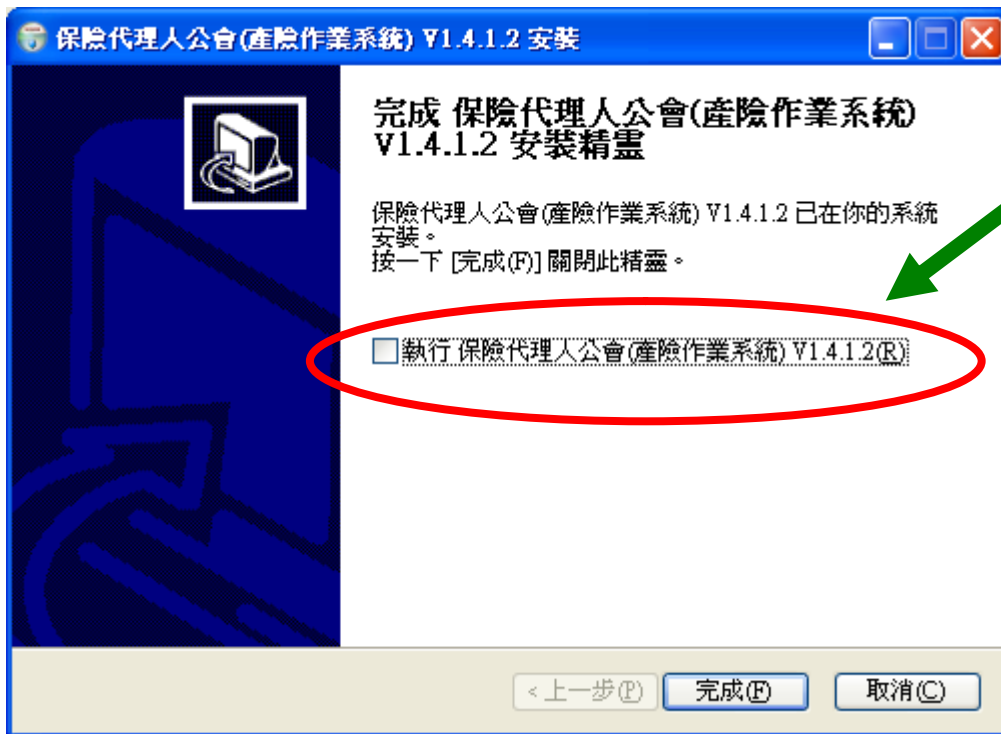 保險代理人公會(產險作業系統) V1.4.1.2 安裝
完成 保險代理人公會(產險作業系統)
V1.4.1.2 安裝精靈
保險代理人公會(產險作業系統) V1.4.1.2 已在你的系統
安裝。
按一下 [完成(F)] 關閉此精靈。
執行 保險代理人公會(產險作業系統) V1.4.1.2(R)
<上一步(P)
完成(F)
取消(C)